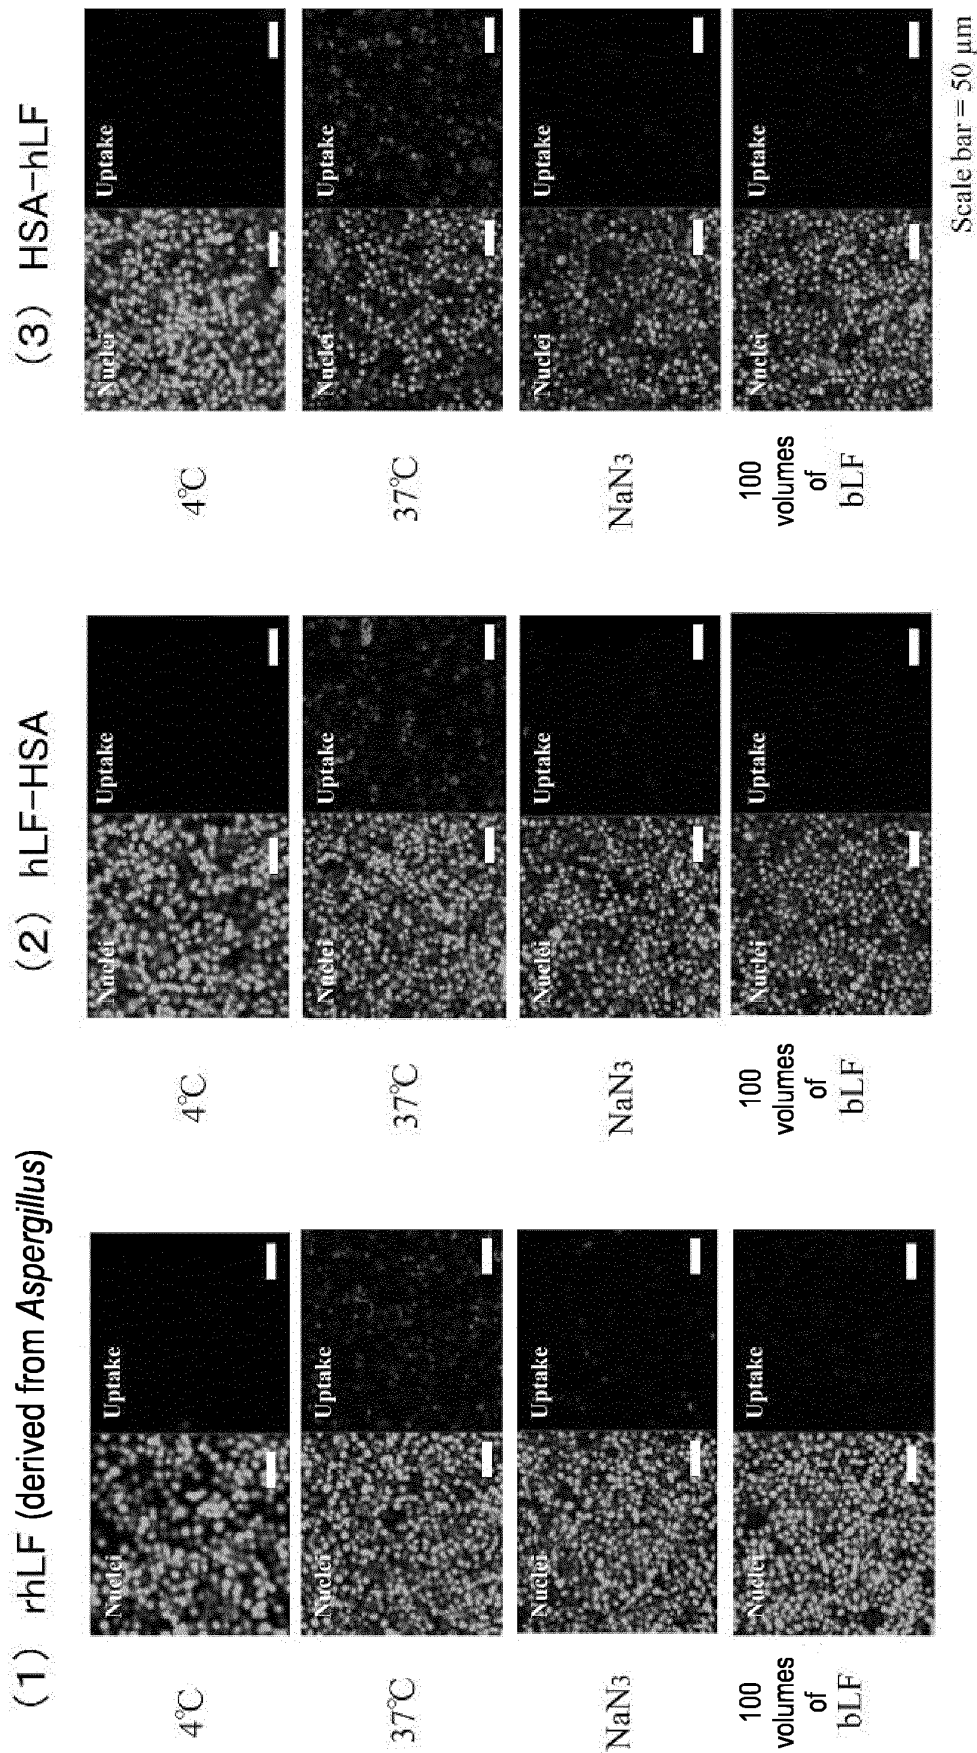 (1) rhLF (derived from Aspergillus)
4℃
Nuclei
Uptake
37℃
Nuclei
Uptake
NaN3
Nuclei
Uptake
100
volumes
of
bLF
Nuclei
Uptake
(2) hLF-HSA
4℃
Nuclei
Uptake
37℃
Nuclei
Uptake
NaN3
Nuclei
Uptake
100
volumes
of
bLF
Nuclei
Uptake
(3) HSA-hLF
4℃
Nuclei
Uptake
37℃
Nuclei
Uptake
NaN3
Nuclei
Uptake
100
volumes
of
bLF
Nuclei
Uptake
Scale bar = 50 µm